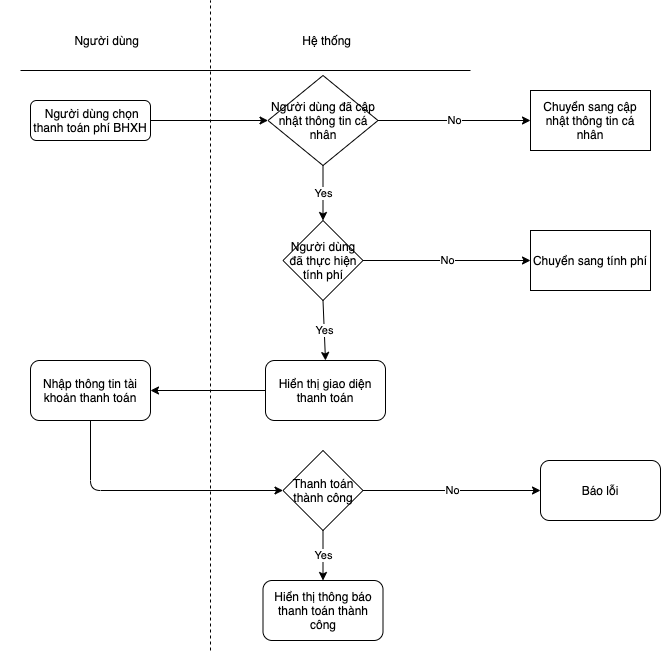 Người dùng
Hệ thống
Người dùng chọn
thanh toán phí BHXH
Người dùng đã cập
nhật thông tin cá
nhân
No
Chuyển sang cập
nhật thông tin cá
nhân
Yes
Người dùng
đã thực hiện
tính phí
No
Chuyển sang tính phí
Yes
Nhập thông tin tài
khoán thanh toán
Hiển thị giao diện
thanh toán
Thanh toán
thành công
No
Báo lỗi
Yes
Hiển thị thông báo
thanh toán thành
công